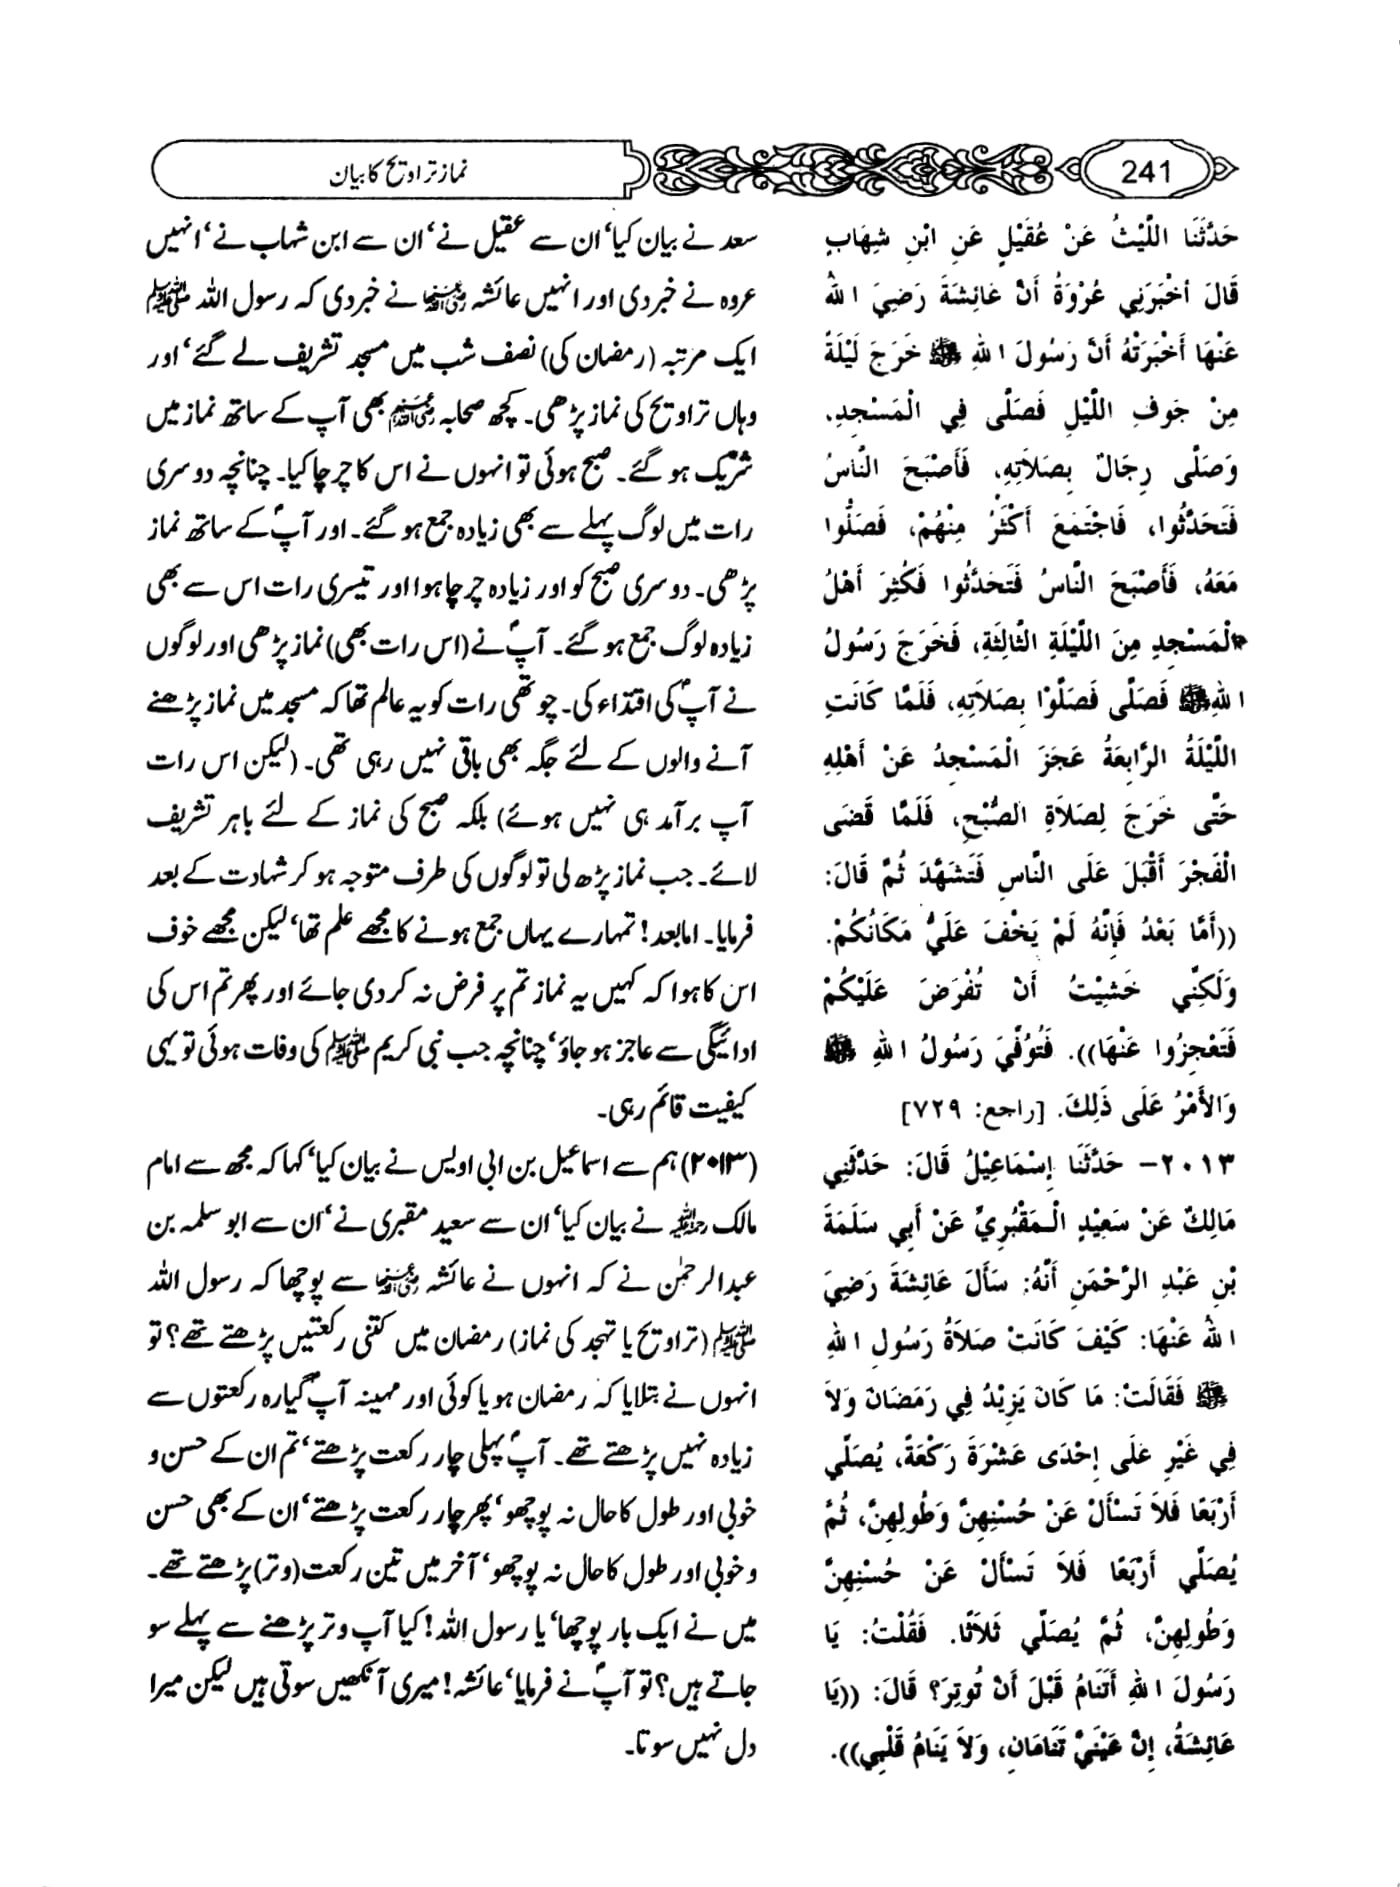 241
نماز تراویح کا بیان
حَدَّثَنَا اللَّيْثُ عَنْ عُقَيْلٍ عَنِ ابْنِ شِهَابٍ
قَالَ أَخْبَرَنِي عُرْوَةُ أَنَّ عَائِشَةَ رَضِيَ اللهُ
عَنْهَا أَخْبَرَتْهُ أَنَّ رَسُولَ اللهِ ﷺ خَرَجَ لَيْلَةً
مِنْ جَوفِ اللَّيْلِ فَصَلَّى فِي الْمَسْجِدِ،
وَصَلَّى رِجَالٌ بِصَلاَتِهِ، فَأَصْبَحَ النَّاسُ
فَتَحَدَّثُوا، فَاجْتَمَعَ أَكْثَرُ مِنْهُمْ، فَصَلُّوا
مَعَهُ، فَأَصْبَحَ النَّاسُ فَتَحَدَّثُوا فَكَثِرَ أَهْلُ
الْمَسْجِدِ مِنَ اللَّيْلَةِ الثَّالِثَةِ، فَخَرَجَ رَسُولُ
اللهِ ﷺ فَصَلَّى فَصَلَّوْا بِصَلاَتِهِ، فَلَمَّا كَانَتِ
اللَّيْلَةُ الرَّابِعَةُ عَجَزَ الْمَسْجِدُ عَنْ أَهْلِهِ
حَتَّى خَرَجَ لِصَلاَةِ الصُّبْحِ، فَلَمَّا قَضَى
الْفَجْرَ أَقْبَلَ عَلَى النَّاسِ فَتَشَهَّدَ ثُمَّ قَالَ:
((أَمَّا بَعْدُ فَإِنَّهُ لَمْ يَخْفَ عَلَيَّ مَكَانُكُمْ،
وَلَكِنِّي خَشِيْتُ أَنْ تُفْرَضَ عَلَيْكُمْ
فَتَعْجِزُوا عَنْهَا)). فَتُوُفِّيَ رَسُولُ اللهِ ﷺ
وَالأَمْرُ عَلَى ذَلِكَ. [راجع: ٧٢٩]
٢٠١٣- حَدَّثَنَا إِسْمَاعِيْلُ قَالَ: حَدَّثَنِي
مَالِكٌ عَنْ سَعِيْدٍ الْمَقْبُرِيِّ عَنْ أَبِي سَلَمَةَ
بْنِ عَبْدِ الرَّحْمَنِ أَنَّهُ: سَأَلَ عَائِشَةَ رَضِيَ
اللهُ عَنْهَا: كَيْفَ كَانَتْ صَلاَةُ رَسُولِ اللهِ
ﷺ فَقَالَتْ: مَا كَانَ يَزِيْدُ فِي رَمَضَانَ وَلاَ
فِي غَيْرِ عَلَى إِحْدَى عَشْرَةَ رَكْعَةً، يُصَلِّي
أَرْبَعًا فَلاَ تَسْأَلْ عَنْ حُسْنِهِنَّ وَطُولِهِنَّ، ثُمَّ
يُصَلِّي أَرْبَعًا فَلاَ تَسْأَلْ عَنْ حُسْنِهِنَّ
وَطُولِهِنَّ، ثُمَّ يُصَلِّي ثَلاَثًا. فَقُلْتُ: يَا
رَسُولَ اللهِ أَتَنَامُ قَبْلَ أَنْ تُوتِرَ؟ قَالَ: ((يَا
عَائِشَةُ، إِنَّ عَيْنَيَّ تَنَامَانِ، وَلاَ يَنَامُ قَلْبِي)).
سعد نے بیان کیا‘ ان سے عقیل نے‘ ان سے ابن شہاب نے‘ انہیں
عروہ نے خبر دی اور انہیں عائشہ رضی اللہ عنہا نے خبر دی کہ رسول اللہ ﷺ
ایک مرتبہ (رمضان کی) نصف شب میں مسجد تشریف لے گئے‘ اور
وہاں تراویح کی نماز پڑھی۔ کچھ صحابہ رضی اللہ عنہم بھی آپ کے ساتھ نماز میں
شریک ہو گئے۔ صبح ہوئی تو انہوں نے اس کا چرچا کیا۔ چنانچہ دوسری
رات میں لوگ پہلے سے بھی زیادہ جمع ہو گئے۔ اور آپؐ کے ساتھ نماز
پڑھی۔ دوسری صبح کو اور زیادہ چرچا ہوا اور تیسری رات اس سے بھی
زیادہ لوگ جمع ہو گئے۔ آپؐ نے (اس رات بھی) نماز پڑھی اور لوگوں
نے آپؐ کی اقتداء کی۔ چوتھی رات کو یہ عالم تھا کہ مسجد میں نماز پڑھنے
آنے والوں کے لئے جگہ بھی باقی نہیں رہی تھی۔ (لیکن اس رات
آپ برآمد ہی نہیں ہوئے) بلکہ صبح کی نماز کے لئے باہر تشریف
لائے۔ جب نماز پڑھ لی تو لوگوں کی طرف متوجہ ہو کر شہادت کے بعد
فرمایا۔ امابعد! تمہارے یہاں جمع ہونے کا مجھے علم تھا‘ لیکن مجھے خوف
اس کا ہوا کہ کہیں یہ نماز تم پر فرض نہ کر دی جائے اور پھر تم اس کی
ادائیگی سے عاجز ہو جاؤ‘ چنانچہ جب نبی کریم ﷺ کی وفات ہوئی تو یہی
کیفیت قائم رہی۔
(۲۰۱۳) ہم سے اسماعیل بن ابی اویس نے بیان کیا‘ کہا کہ مجھ سے امام
مالک رحمہ اللہ نے بیان کیا‘ ان سے سعید مقبری نے‘ ان سے ابوسلمہ بن
عبدالرحمٰن نے کہ انہوں نے عائشہ رضی اللہ عنہا سے پوچھا کہ رسول اللہ
ﷺ (تراویح یا تہجد کی نماز) رمضان میں کتنی رکعتیں پڑھتے تھے؟ تو
انہوں نے بتلایا کہ رمضان ہو یا کوئی اور مہینہ آپؐ گیارہ رکعتوں سے
زیادہ نہیں پڑھتے تھے۔ آپؐ پہلی چار رکعت پڑھتے‘ تم ان کے حسن و
خوبی اور طول کا حال نہ پوچھو‘ پھر چار رکعت پڑھتے‘ ان کے بھی حسن
و خوبی اور طول کا حال نہ پوچھو‘ آخر میں تین رکعت (وتر) پڑھتے تھے۔
میں نے ایک بار پوچھا‘ یا رسول اللہ! کیا آپ وتر پڑھنے سے پہلے سو
جاتے ہیں؟ تو آپؐ نے فرمایا‘ عائشہ! میری آنکھیں سوتی ہیں لیکن میرا
دل نہیں سوتا۔